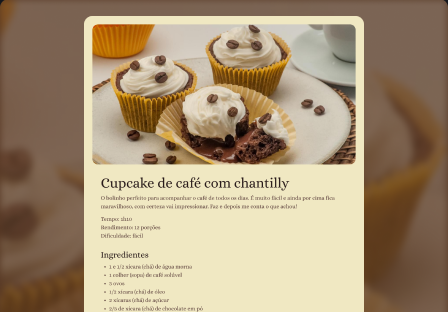 Cupcake de café com chantilly
O bolinho perfeito para acompanhar o café de todos os dias. É muito fácil e ainda por cima fica
maravilhoso, com certeza vai impressionar. Faz e depois me conta o que achou!
Tempo: 1h10
Rendimento: 12 porções
Dificuldade: fácil
Ingredientes
• 1 e 1/2 xícara (chá) de água morna
• 1 colher (sopa) de café solúvel
• 3 ovos
• 1/2 xícara (chá) de óleo
• 2 xícaras (chá) de açúcar
• 2/3 de xícara (chá) de chocolate em pó